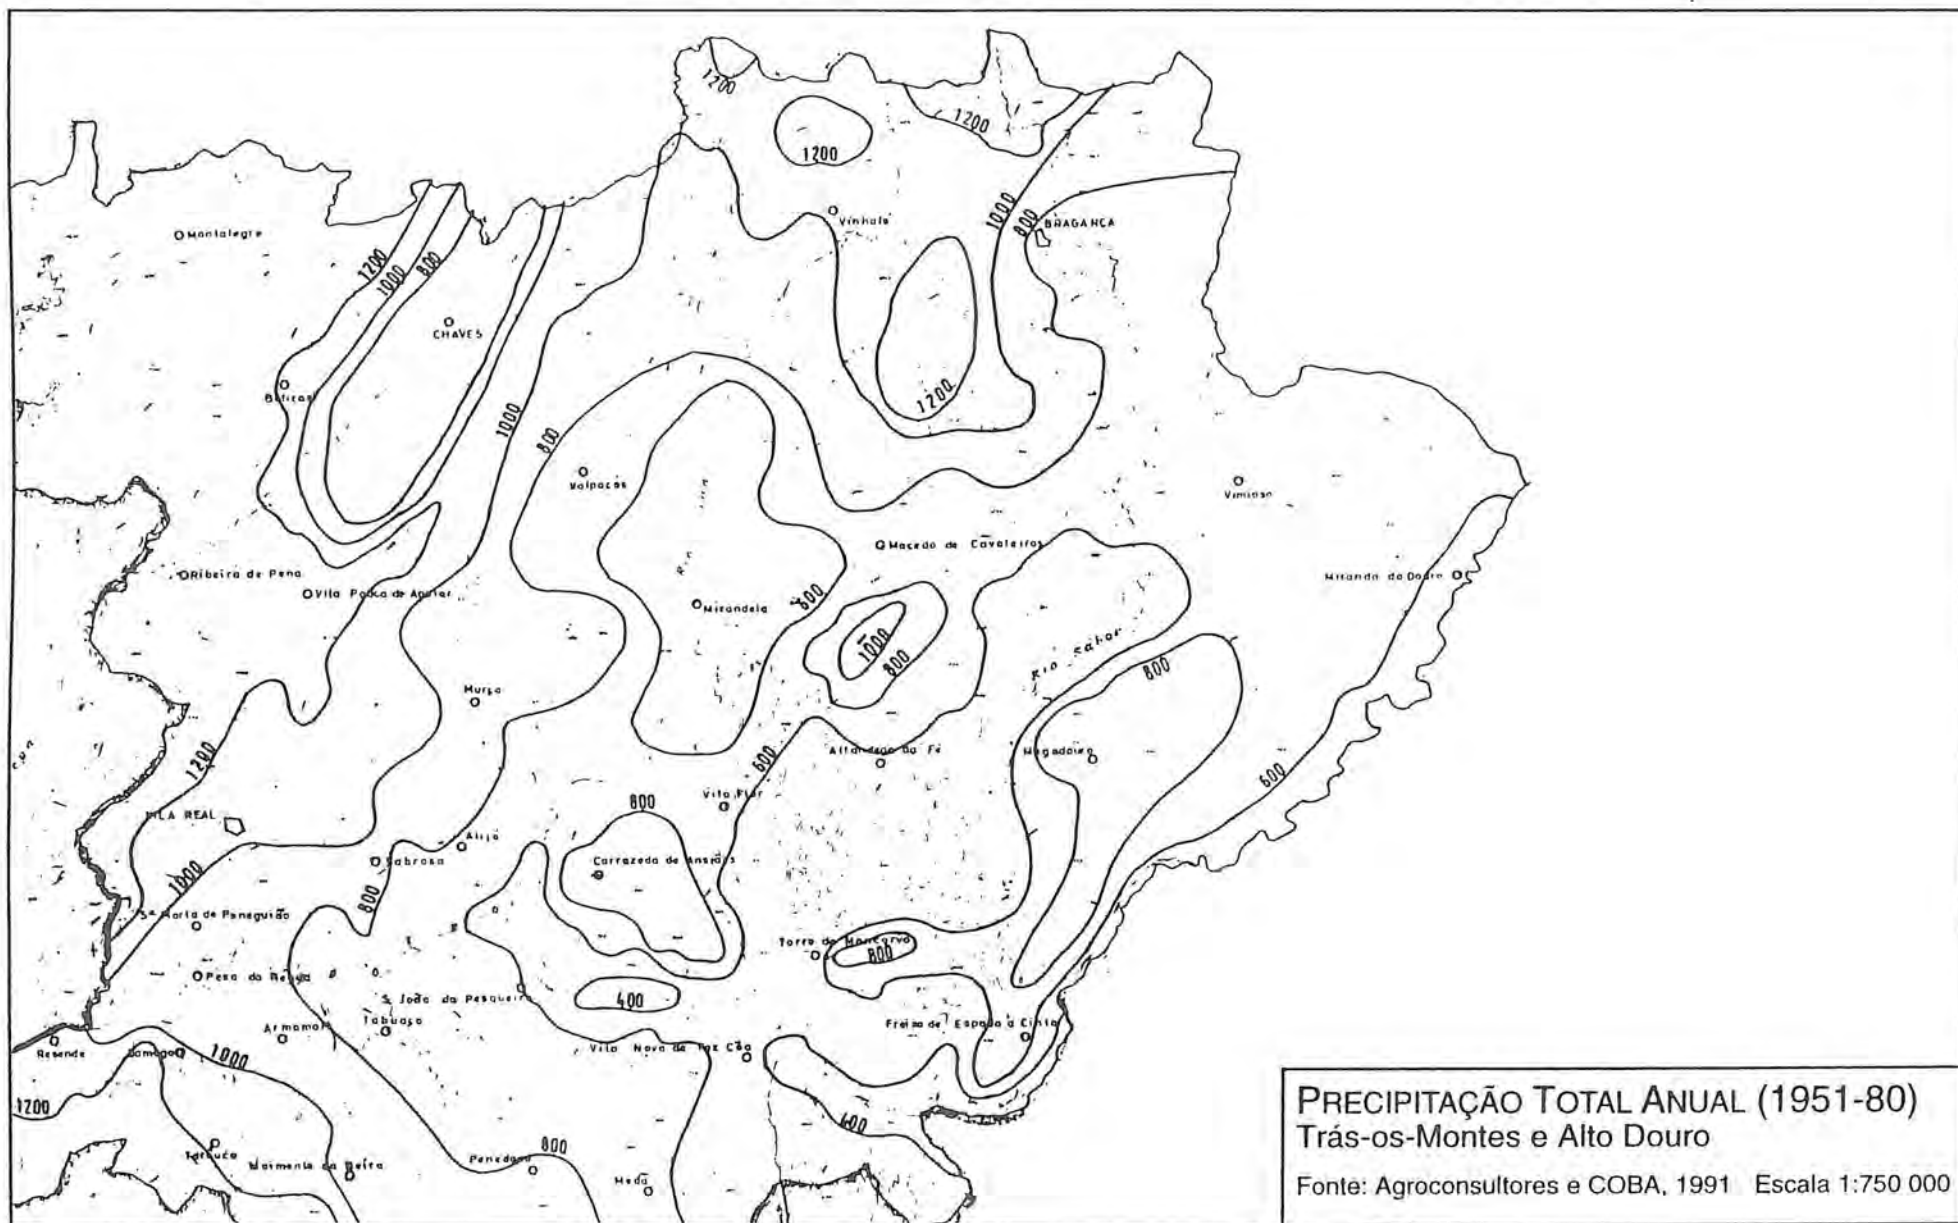 1200
1200
1200
Vinhais
1000
800
BRAGANÇA
Montalegre
1200
1000
800
CHAVES
1200
1000
800
Valpaços
Vimioso
Macedo de Cavaleiros
Ribeira de Pena
Mirandela
600
Miranda do Douro
1000
800
Rio Sabor
800
Murça
1200
600
Alfandega da Fé
Mogadouro
600
800
Vila Flor
VILA REAL
Alijó
Sabrosa
Carrazeda de Ansiães
1000
800
Sta Marta de Penaguião
Torre de Moncorvo
800
Peso da Régua
S. João da Pesqueira
400
Tabuaço
Armamar
Freixo de Espada à Cinta
Resende
Lamego
1000
Vila Nova de Foz Côa
1200
Tarouca
Moimenta da Beira
Penedono
800
Meda
PRECIPITAÇÃO TOTAL ANUAL (1951-80)
Trás-os-Montes e Alto Douro
Fonte: Agroconsultores e COBA, 1991 Escala 1:750 000